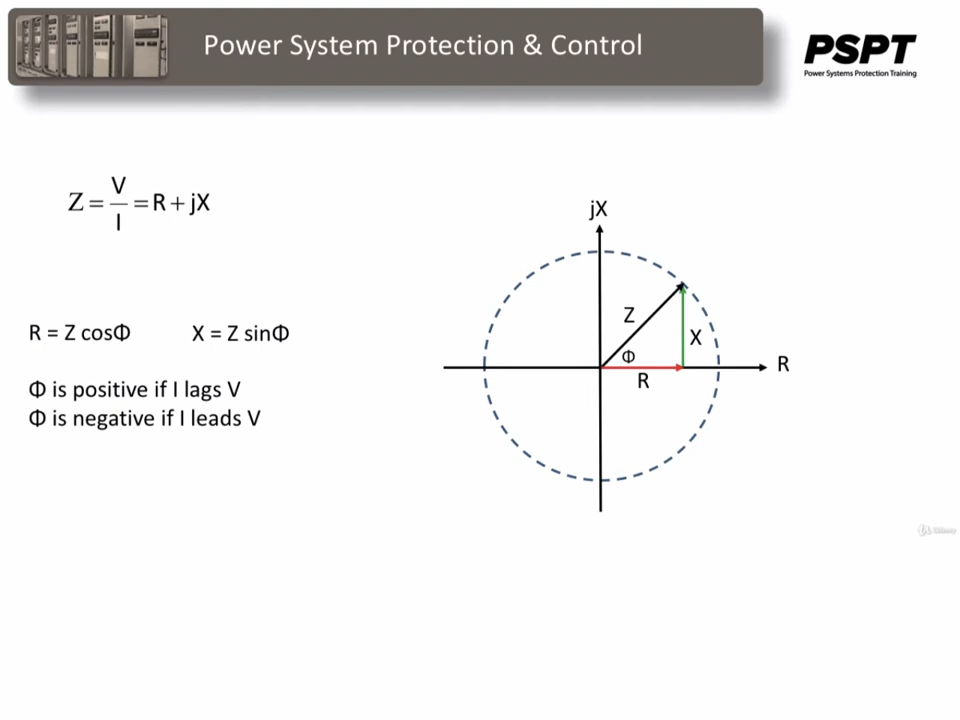 Power System Protection & Control
PSPT
Power Systems Protection Training
Z = V/I = R + jX
R = Z cosΦ
X = Z sinΦ
Φ is positive if I lags V
Φ is negative if I leads V
jX
Z
Φ
X
R
R